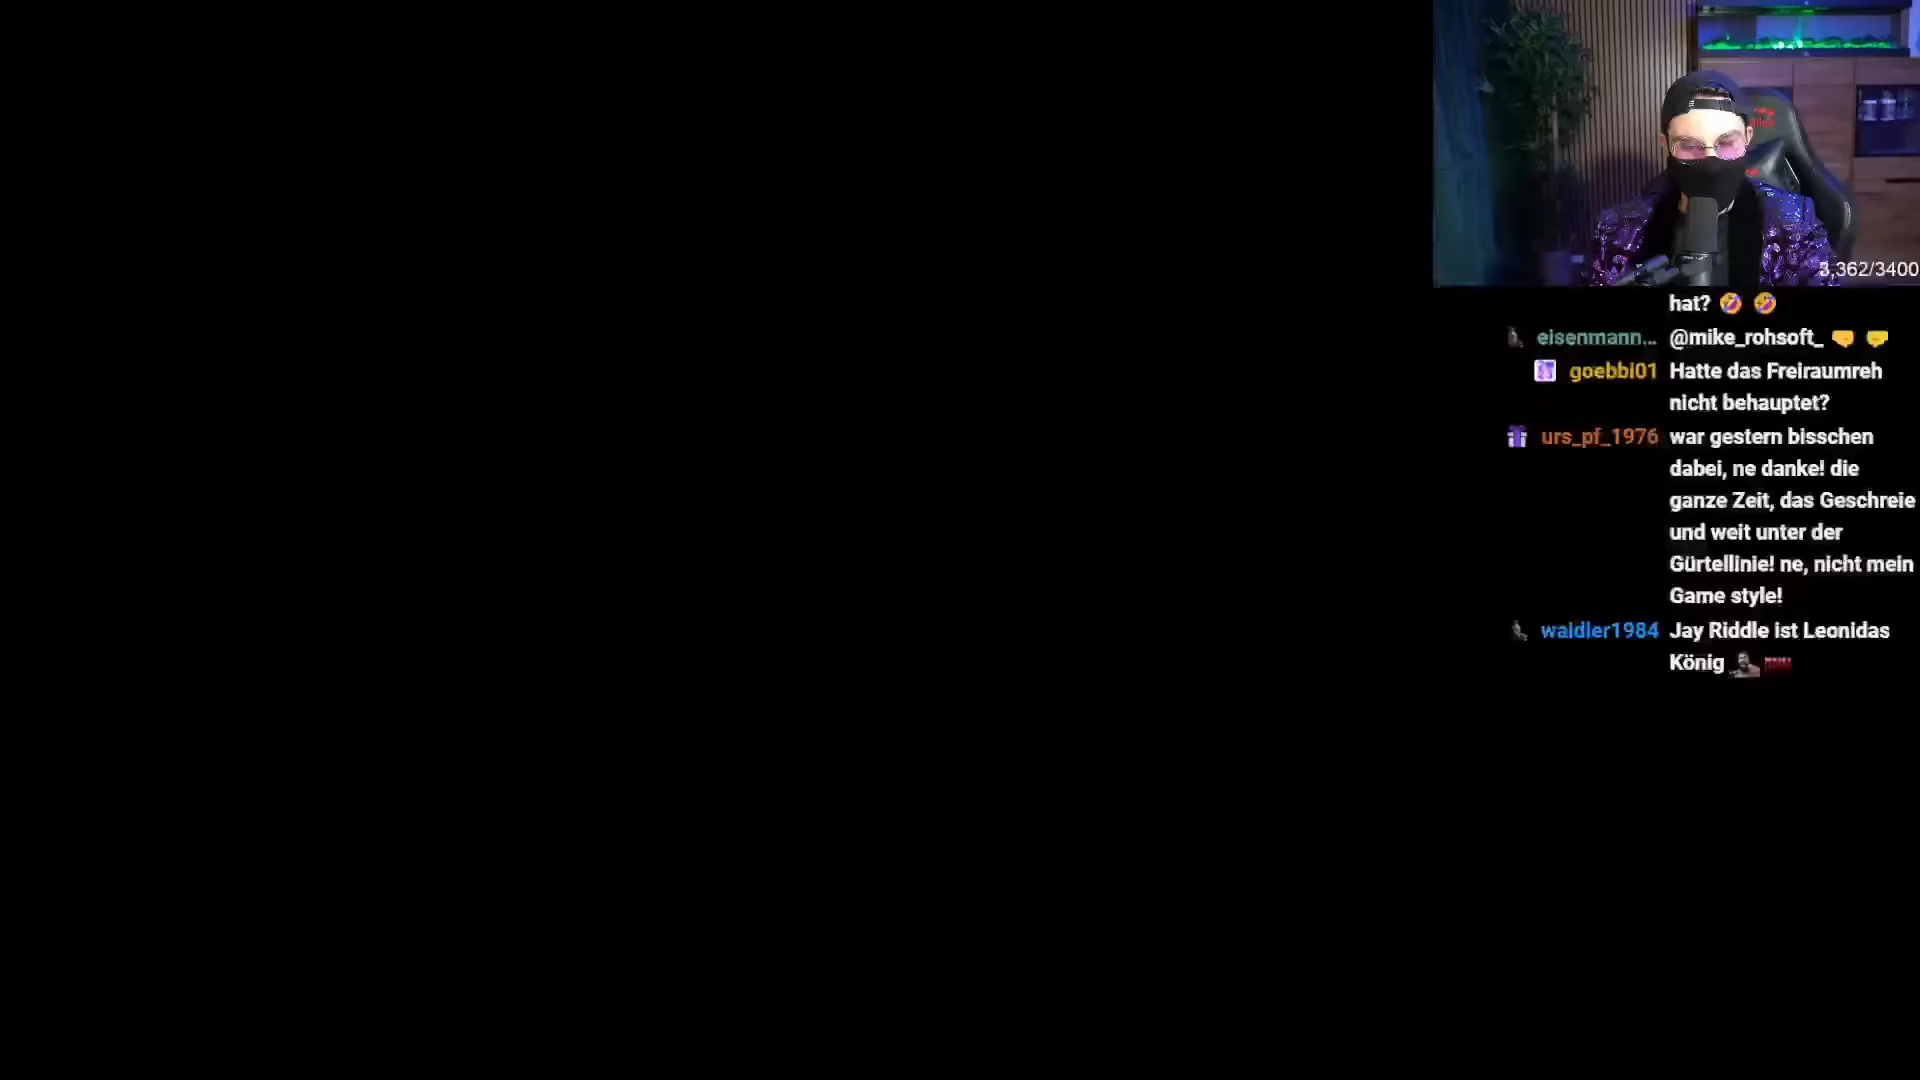 3,362/3400
hat? 🤣 🤣
eisenmann... @mike_rohsoft_ 🤜 🤛
goebbi01 Hatte das Freiraumreh
nicht behauptet?
urs_pf_1976 war gestern bisschen
dabei, ne danke! die
ganze Zeit, das Geschreie
und weit unter der
Gürtellinie! ne, nicht mein
Game style!
waldler1984 Jay Riddle ist Leonidas
König